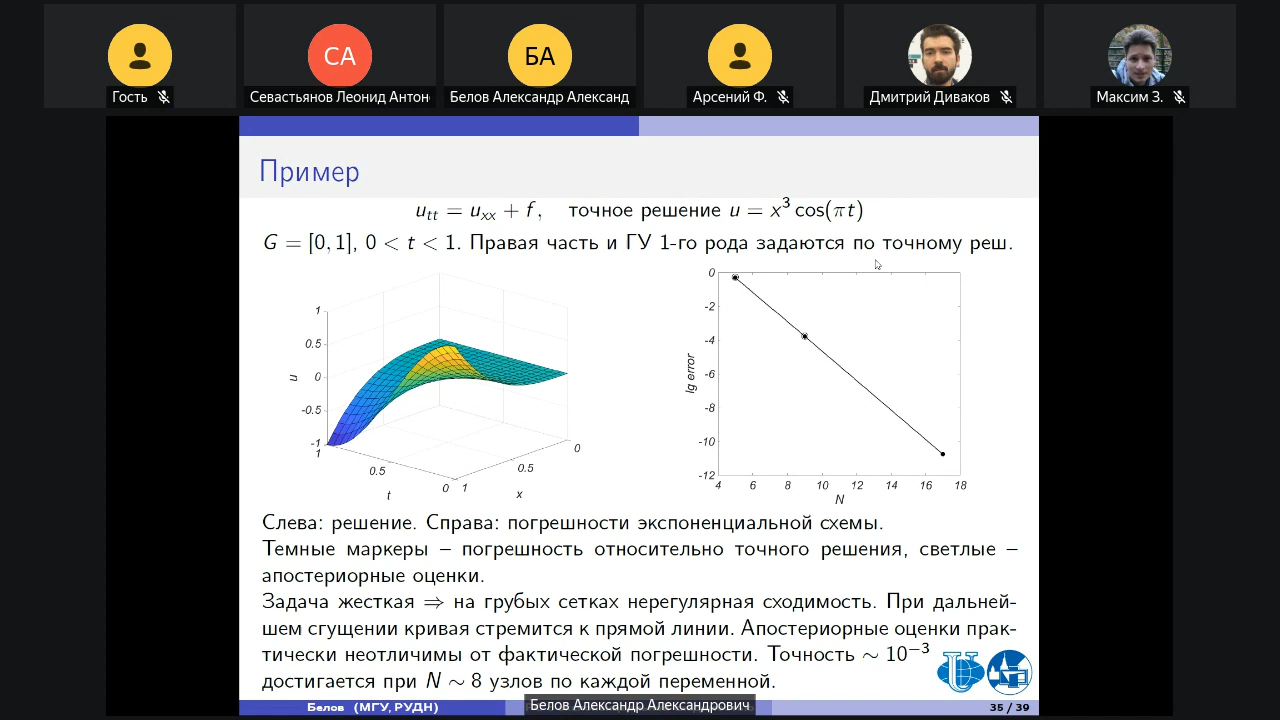 СА
БА
Гость
Севастьянов Леонид Антон
Белов Александр Александ
Арсений Ф.
Дмитрий Диваков
Максим З.
Пример
u_tt = u_xx + f, точное решение u = x³ cos(πt)
G = [0, 1], 0 < t < 1. Правая часть и ГУ 1-го рода задаются по точному реш.
1
0.5
0
-0.5
-1
u
1
0.5
0
t
1
0.5
0
x
0
-2
-4
-6
-8
-10
-12
lg error
4 6 8 10 12 14 16 18
N
Слева: решение. Справа: погрешности экспоненциальной схемы.
Темные маркеры – погрешность относительно точного решения, светлые –
апостериорные оценки.
Задача жесткая ⇒ на грубых сетках нерегулярная сходимость. При дальней-
шем сгущении кривая стремится к прямой линии. Апостериорные оценки прак-
тически неотличимы от фактической погрешности. Точность ∼ 10⁻³
достигается при N ∼ 8 узлов по каждой переменной.
Белов (МГУ, РУДН)
Белов Александр Александрович
35 / 39